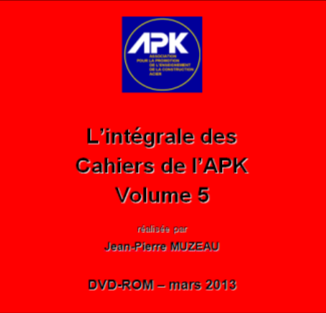 APK
ASSOCIATION
POUR LA PROMOTION
DE L'ENSEIGNEMENT
DE LA CONSTRUCTION
ACIER
L'intégrale des
Cahiers de l'APK
Volume 5
réalisée par
Jean-Pierre MUZEAU
DVD-ROM – mars 2013